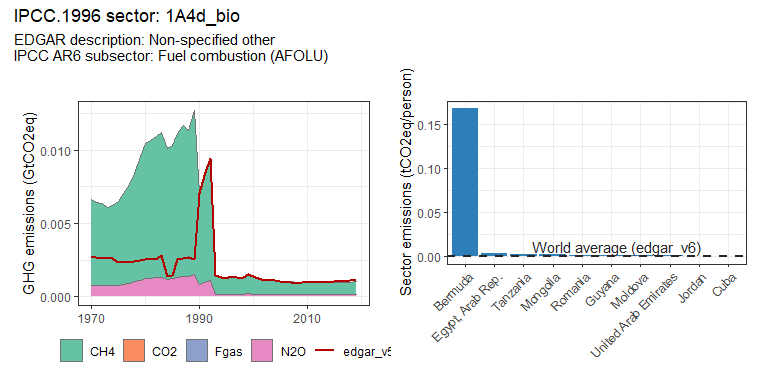 IPCC.1996 sector: 1A4d_bio
EDGAR description: Non-specified other
IPCC AR6 subsector: Fuel combustion (AFOLU)
GHG emissions (GtCO2eq)
0.010
0.005
0.000
1970
1990
2010
CH4
CO2
Fgas
N2O
edgar_v5
Sector emissions (tCO2eq/person)
0.15
0.10
0.05
0.00
World average (edgar_v6)
Bermuda
Egypt, Arab Rep.
Tanzania
Mongolia
Romania
Guyana
Moldova
United Arab Emirates
Jordan
Cuba